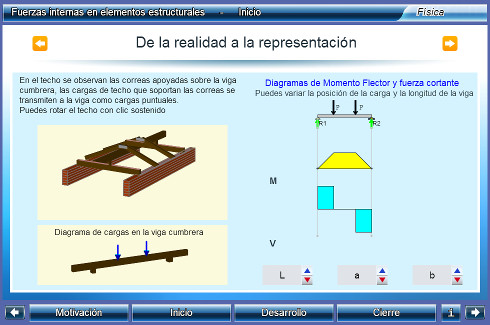 Fuerzas internas en elementos estructurales - Inicio
Física
De la realidad a la representación
En el techo se observan las correas apoyadas sobre la viga
cumbrera, las cargas de techo que soportan las correas se
transmiten a la viga como cargas puntuales.
Puedes rotar el techo con clic sostenido
Diagrama de cargas en la viga cumbrera
Diagramas de Momento Flector y fuerza cortante
Puedes variar la posición de la carga y la longitud de la viga
P P
R1 R2
M
V
L a b
Motivación Inicio Desarrollo Cierre i